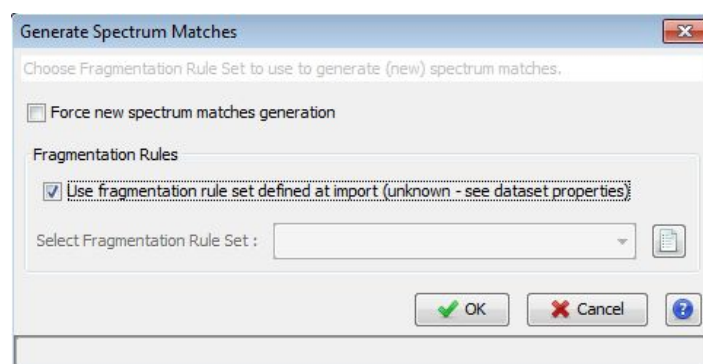 Generate Spectrum Matches
Choose Fragmentation Rule Set to use to generate (new) spectrum matches.
Force new spectrum matches generation
Fragmentation Rules
Use fragmentation rule set defined at import (unknown - see dataset properties)
Select Fragmentation Rule Set :
OK Cancel ?